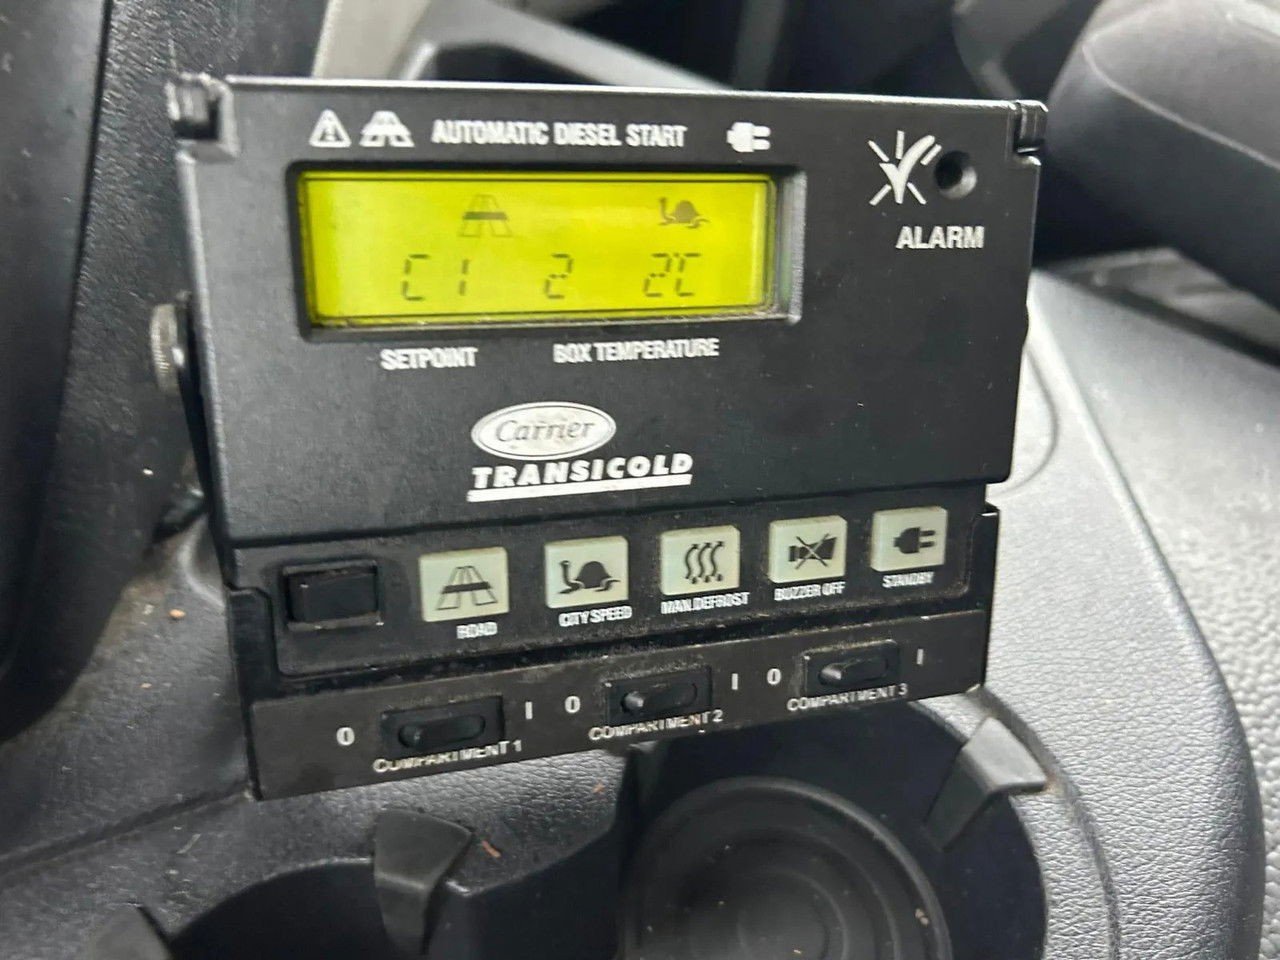 AUTOMATIC DIESEL START
ALARM
C1 2 2°C
SETPOINT BOX TEMPERATURE
Carrier
TRANSICOLD
ROAD CITY SPEED MAN.DEFROST BUZZER OFF STANDBY
0 I 0 I 0 I
COMPARTMENT 1 COMPARTMENT 2 COMPARTMENT 3